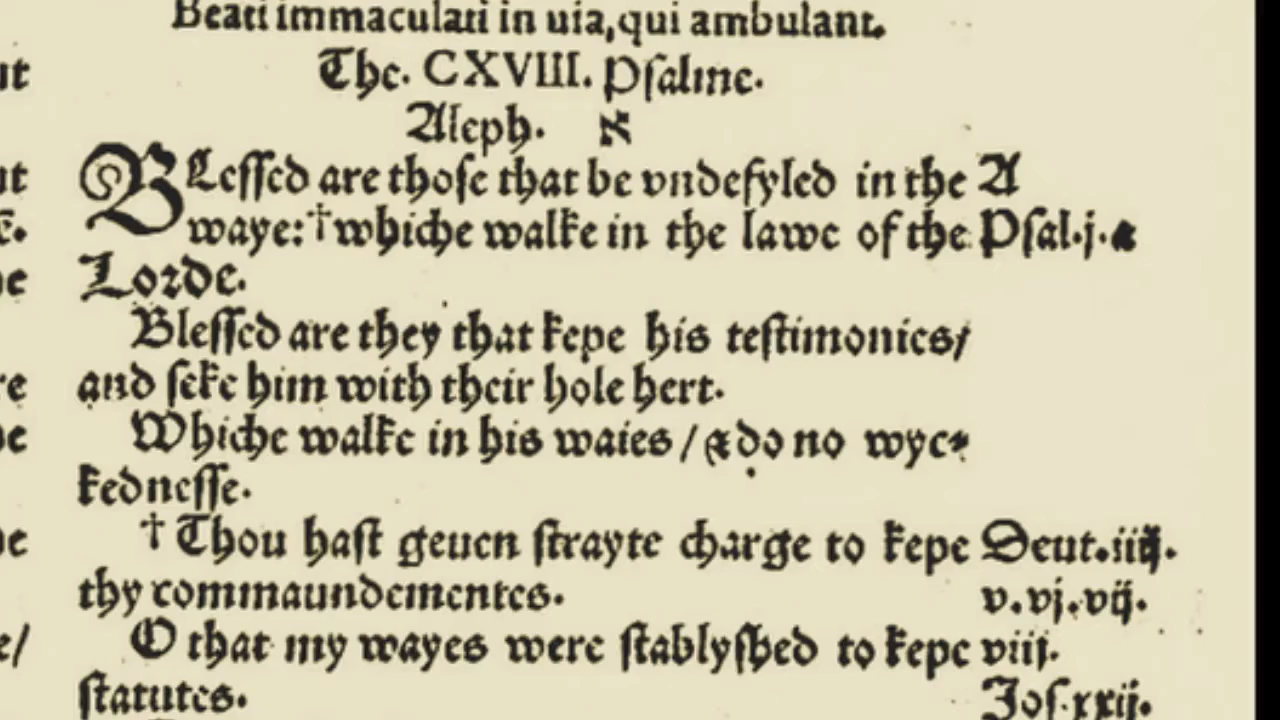 Beati immaculati in uia, qui ambulant.
The. CXVIII. Psalme.
Aleph. א
BLessed are those that be vndefyled in the A
waye: †whiche walke in the lawe of the Psal.j.a
Lorde.
Blessed are they that kepe his testimonies/
and seke him with their hole hert.
Whiche walke in his waies / & do no wyc⸗
kednesse.
† Thou hast geuen strayte charge to kepe Deut.iiij.
thy commaundementes. v.vj.vij.
O that my wayes were stablyshed to kepe viij.
statutes. Jos.xxij.